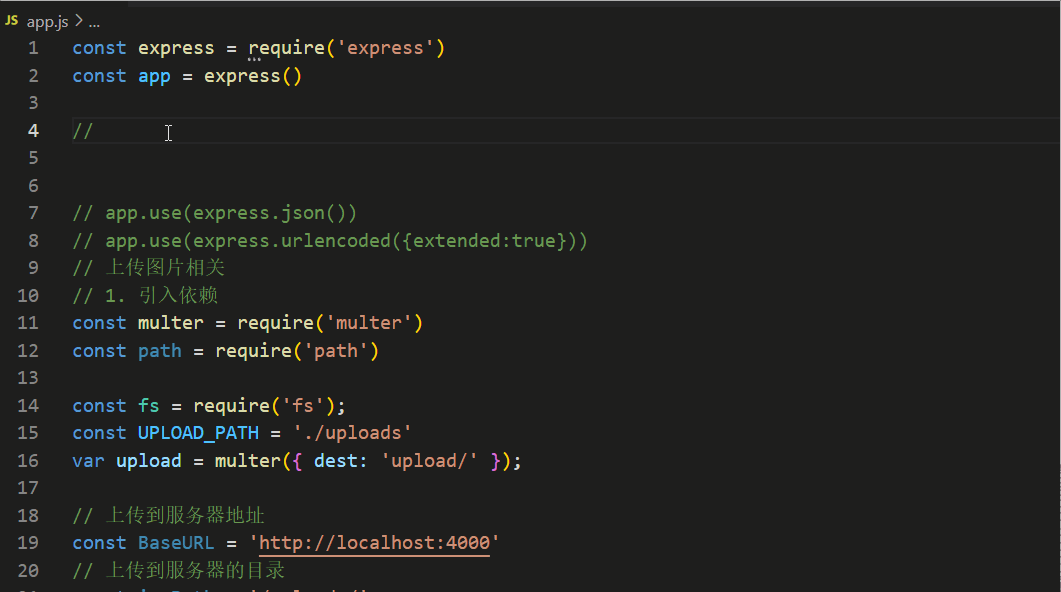 JS app.js > ...
1 const express = require('express')
2 const app = express()
3
4 //
5
6
7 // app.use(express.json())
8 // app.use(express.urlencoded({extended:true}))
9 // 上传图片相关
10 // 1. 引入依赖
11 const multer = require('multer')
12 const path = require('path')
13
14 const fs = require('fs');
15 const UPLOAD_PATH = './uploads'
16 var upload = multer({ dest: 'upload/' });
17
18 // 上传到服务器地址
19 const BaseURL = 'http://localhost:4000'
20 // 上传到服务器的目录